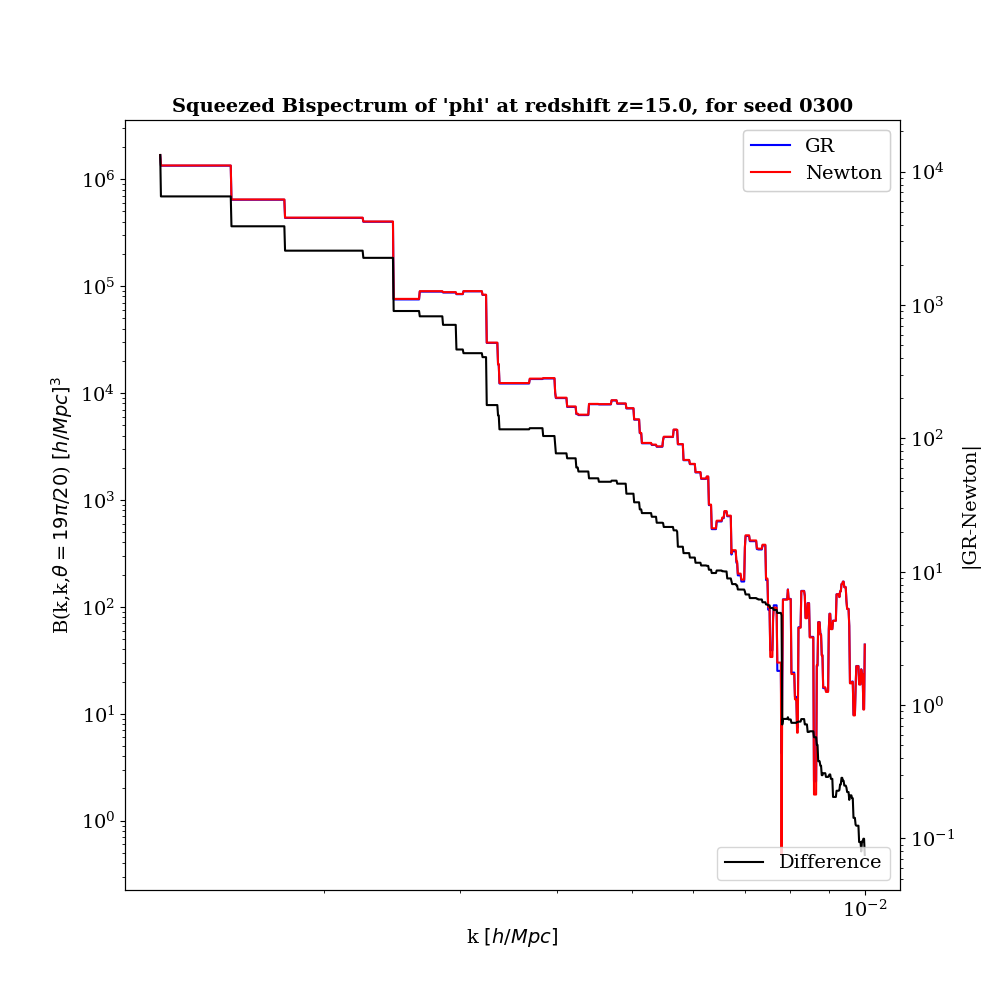 Squeezed Bispectrum of 'phi' at redshift z=15.0, for seed 0300
GR
Newton
10^6
10^5
10^4
10^3
10^2
10^1
10^0
B(k,k,θ = 19π/20) [h/Mpc]^3
10^4
10^3
10^2
10^1
10^0
10^−1
|GR-Newton|
Difference
10^−2
k [h/Mpc]